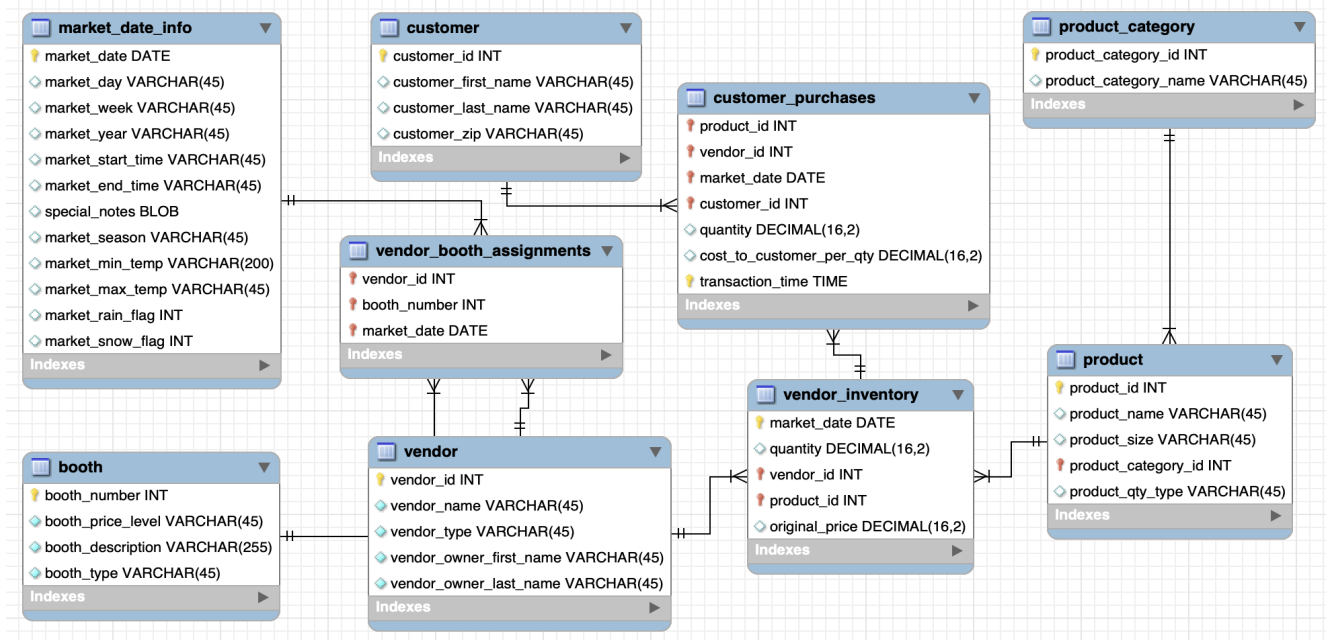 market_date_info
market_date DATE
market_day VARCHAR(45)
market_week VARCHAR(45)
market_year VARCHAR(45)
market_start_time VARCHAR(45)
market_end_time VARCHAR(45)
special_notes BLOB
market_season VARCHAR(45)
market_min_temp VARCHAR(200)
market_max_temp VARCHAR(45)
market_rain_flag INT
market_snow_flag INT
Indexes
customer
customer_id INT
customer_first_name VARCHAR(45)
customer_last_name VARCHAR(45)
customer_zip VARCHAR(45)
Indexes
customer_purchases
product_id INT
vendor_id INT
market_date DATE
customer_id INT
quantity DECIMAL(16,2)
cost_to_customer_per_qty DECIMAL(16,2)
transaction_time TIME
Indexes
product_category
product_category_id INT
product_category_name VARCHAR(45)
Indexes
vendor_booth_assignments
vendor_id INT
booth_number INT
market_date DATE
Indexes
booth
booth_number INT
booth_price_level VARCHAR(45)
booth_description VARCHAR(255)
booth_type VARCHAR(45)
Indexes
vendor
vendor_id INT
vendor_name VARCHAR(45)
vendor_type VARCHAR(45)
vendor_owner_first_name VARCHAR(45)
vendor_owner_last_name VARCHAR(45)
Indexes
vendor_inventory
market_date DATE
quantity DECIMAL(16,2)
vendor_id INT
product_id INT
original_price DECIMAL(16,2)
Indexes
product
product_id INT
product_name VARCHAR(45)
product_size VARCHAR(45)
product_category_id INT
product_qty_type VARCHAR(45)
Indexes